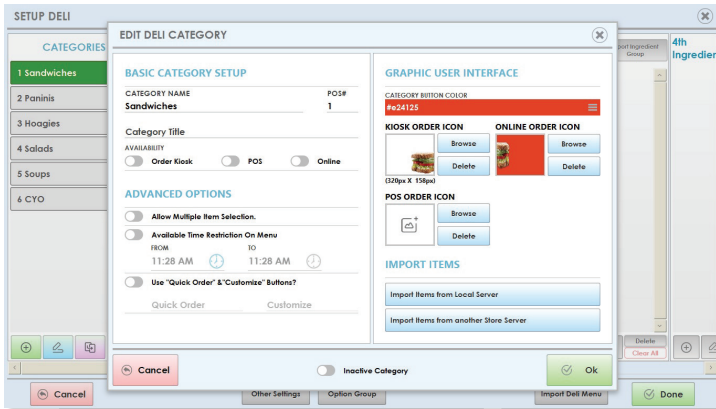 SETUP DELI
CATEGORIES
1 Sandwiches
2 Paninis
3 Hoagies
4 Salads
5 Soups
6 CYO
EDIT DELI CATEGORY
BASIC CATEGORY SETUP
CATEGORY NAME POS#
Sandwiches 1
Category Title
AVAILABILITY
Order Kiosk POS Online
ADVANCED OPTIONS
Allow Multiple Item Selection.
Available Time Restriction On Menu
FROM TO
11:28 AM 11:28 AM
Use "Quick Order" &"Customize" Buttons?
Quick Order Customize
GRAPHIC USER INTERFACE
CATEGORY BUTTON COLOR
#e24125
KIOSK ORDER ICON ONLINE ORDER ICON
Browse Browse
Delete Delete
(320px X 158px)
POS ORDER ICON
Browse
Delete
IMPORT ITEMS
Import Items from Local Server
Import Items from another Store Server
Cancel Inactive Category Ok
port Ingredient
Group
4th
Ingredien
Delete
Clear All
Cancel Other Settings Option Group Import Deli Menu Done